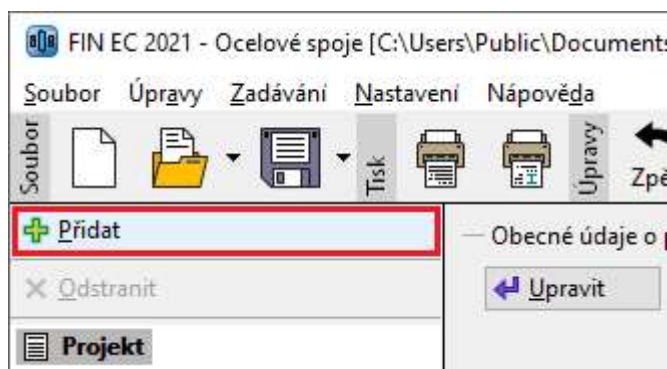 FIN EC 2021 - Ocelové spoje [C:\Users\Public\Documents
Soubor Úpravy Zadávání Nastavení Nápověda
Soubor
Tisk
Úpravy
Zpě
Přidat
Obecné údaje o
Odstranit
Upravit
Projekt